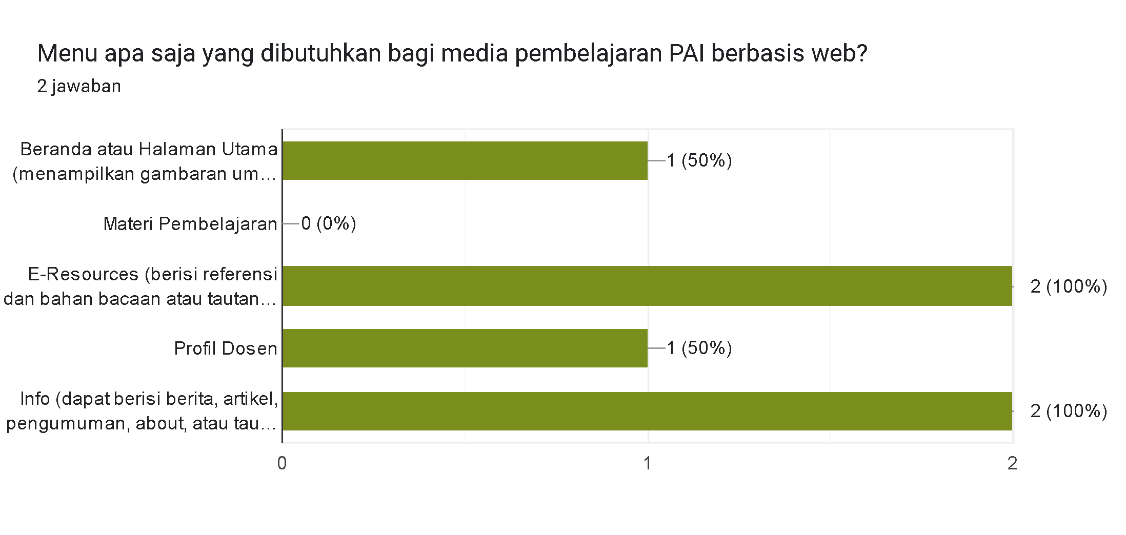 Menu apa saja yang dibutuhkan bagi media pembelajaran PAI berbasis web?
2 jawaban
Beranda atau Halaman Utama
(menampilkan gambaran um…
1 (50%)
Materi Pembelajaran
0 (0%)
E-Resources (berisi referensi
dan bahan bacaan atau tautan…
2 (100%)
Profil Dosen
1 (50%)
Info (dapat berisi berita, artikel,
pengumuman, about, atau tau…
2 (100%)
0
1
2